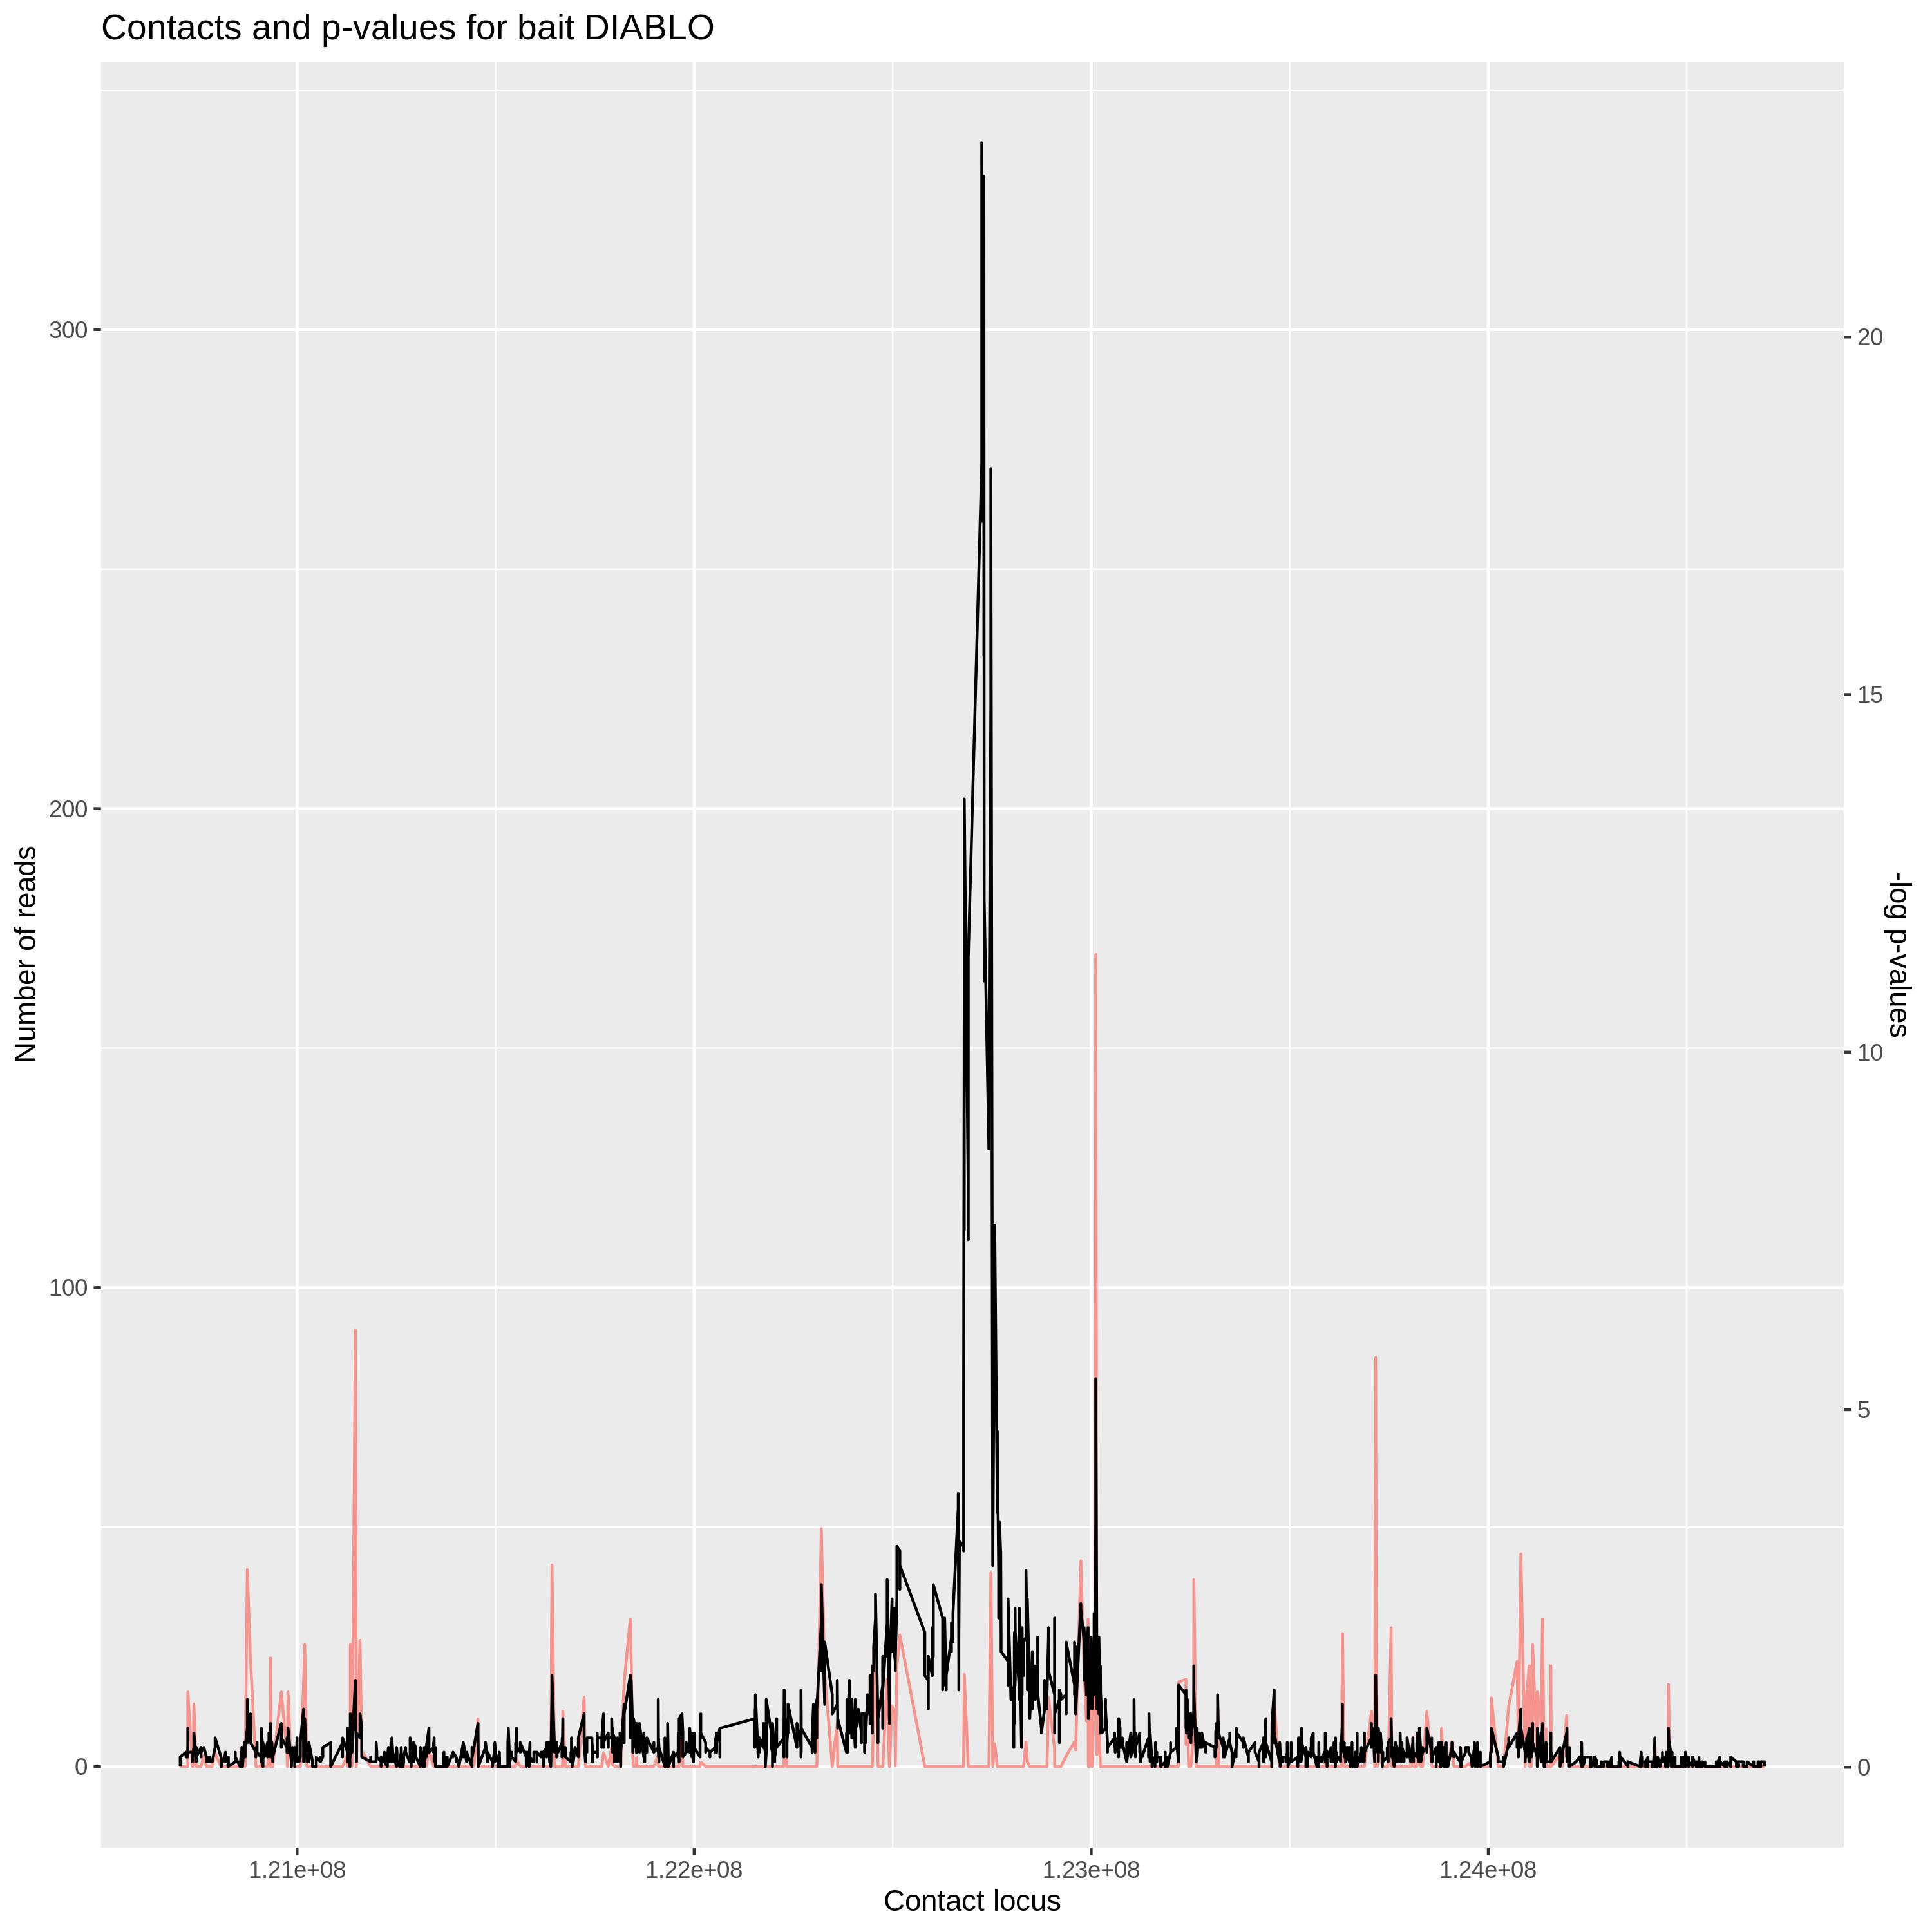 Contacts and p-values for bait DIABLO
Number of reads
300
200
100
0
20
15
10
5
0
-log p-values
1.21e+08
1.22e+08
1.23e+08
1.24e+08
Contact locus